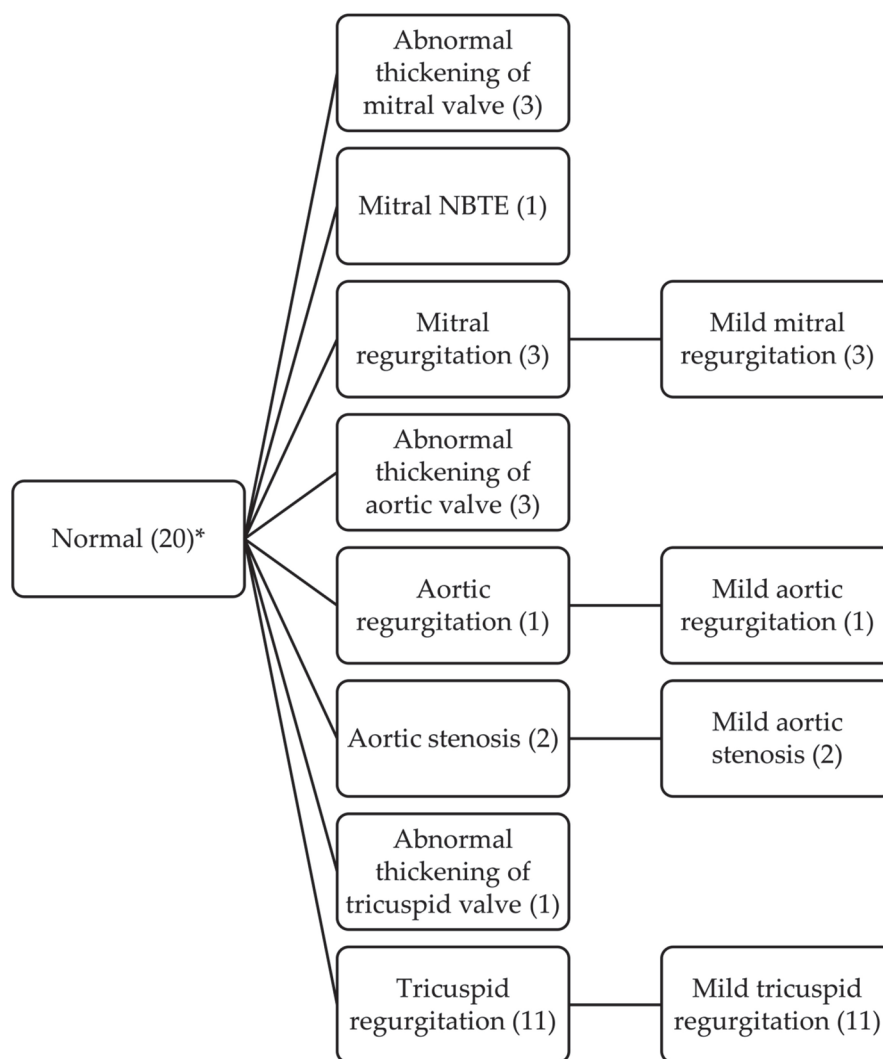 Abnormal
thickening of
mitral valve (3)
Mitral NBTE (1)
Mitral
regurgitation (3)
Mild mitral
regurgitation (3)
Abnormal
thickening of
aortic valve (3)
Normal (20)*
Aortic
regurgitation (1)
Mild aortic
regurgitation (1)
Aortic stenosis (2)
Mild aortic
stenosis (2)
Abnormal
thickening of
tricuspid valve (1)
Tricuspid
regurgitation (11)
Mild tricuspid
regurgitation (11)